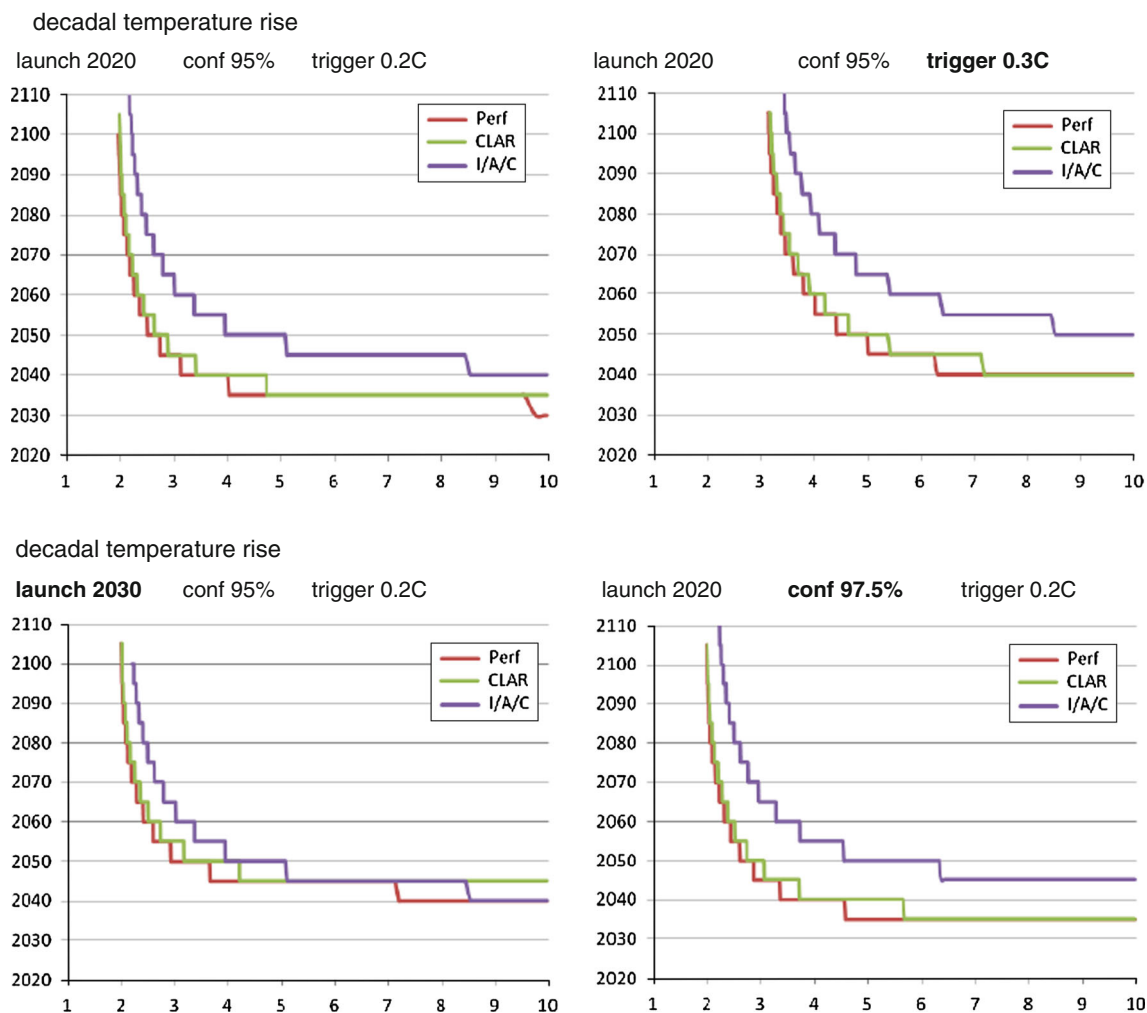 decadal temperature rise
launch 2020 conf 95% trigger 0.2C
2110
2100
2090
2080
2070
2060
2050
2040
2030
2020
1 2 3 4 5 6 7 8 9 10
Perf
CLAR
I/A/C
launch 2020 conf 95% trigger 0.3C
2110
2100
2090
2080
2070
2060
2050
2040
2030
2020
1 2 3 4 5 6 7 8 9 10
Perf
CLAR
I/A/C
decadal temperature rise
launch 2030 conf 95% trigger 0.2C
2110
2100
2090
2080
2070
2060
2050
2040
2030
2020
1 2 3 4 5 6 7 8 9 10
Perf
CLAR
I/A/C
launch 2020 conf 97.5% trigger 0.2C
2110
2100
2090
2080
2070
2060
2050
2040
2030
2020
1 2 3 4 5 6 7 8 9 10
Perf
CLAR
I/A/C